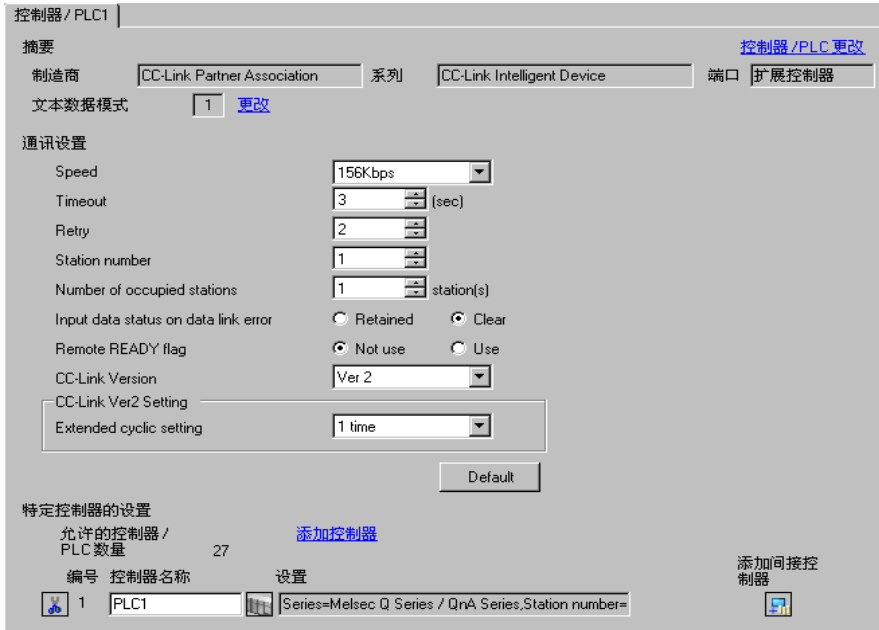 控制器/PLC1
摘要 控制器/PLC更改
制造商 CC-Link Partner Association 系列 CC-Link Intelligent Device 端口 扩展控制器
文本数据模式 1 更改
通讯设置
Speed 156Kbps
Timeout 3 (sec)
Retry 2
Station number 1
Number of occupied stations 1 station(s)
Input data status on data link error Retained Clear
Remote READY flag Not use Use
CC-Link Version Ver 2
CC-Link Ver2 Setting
Extended cyclic setting 1 time
Default
特定控制器的设置
允许的控制器/
PLC数量 27 添加控制器
添加间接控
制器
编号 控制器名称 设置
1 PLC1 Series=Melsec Q Series / QnA Series,Station number=